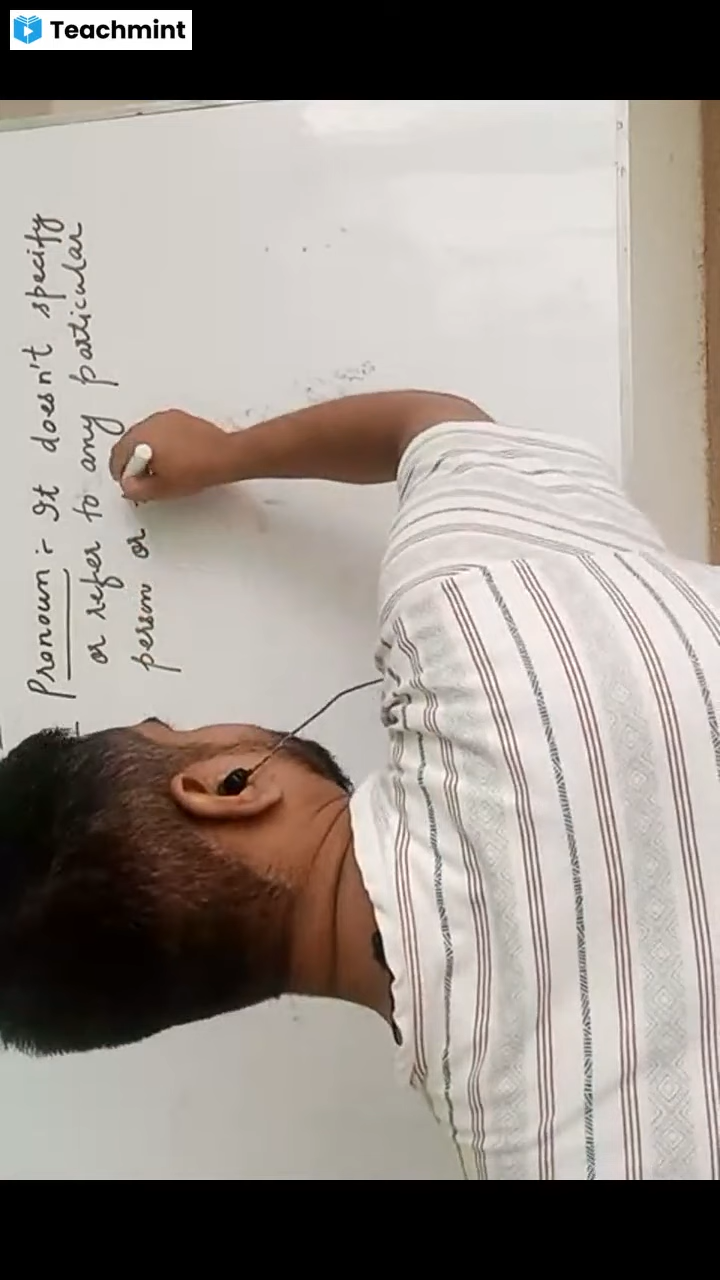 Teachmint
Pronoun :- It doesn't specify
or refer to any particular
person or